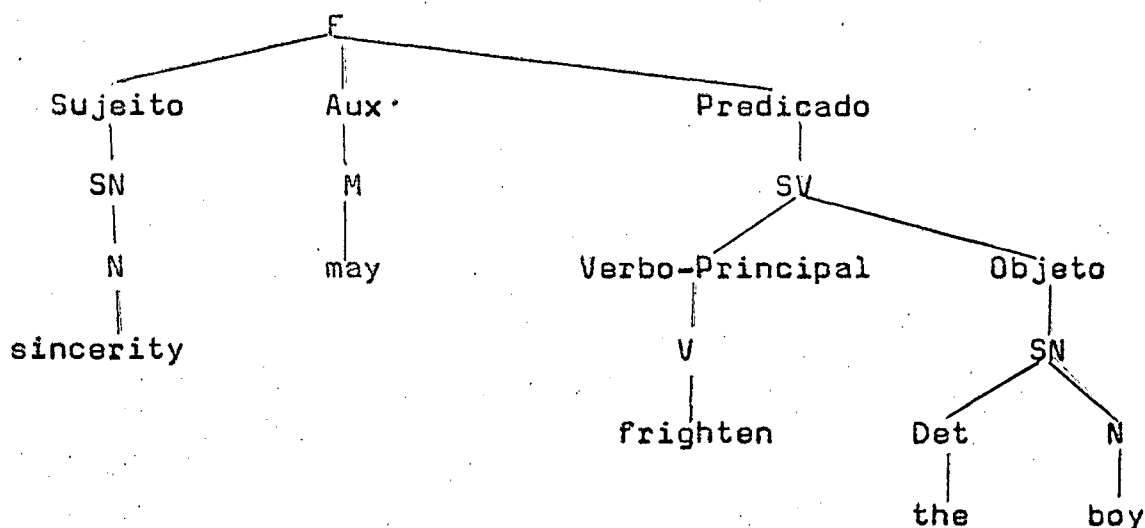 F
Sujeito Aux Predicado
SN M SV
N may Verbo-Principal Objeto
sincerity V SN
frighten Det N
the boy